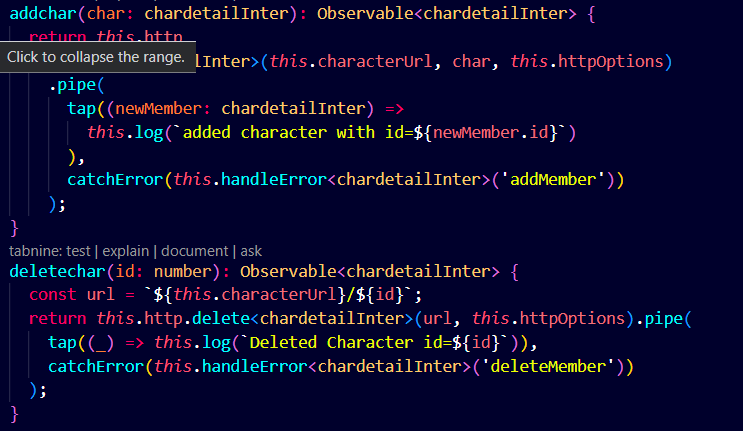 addchar(char: chardetailInter): Observable<chardetailInter> {
return this.http
Click to collapse the range.
lInter>(this.characterUrl, char, this.httpOptions)
.pipe(
tap((newMember: chardetailInter) =>
this.log(`added character with id=${newMember.id}`)
),
catchError(this.handleError<chardetailInter>('addMember'))
);
}
tabnine: test | explain | document | ask
deletechar(id: number): Observable<chardetailInter> {
const url = `${this.characterUrl}/${id}`;
return this.http.delete<chardetailInter>(url, this.httpOptions).pipe(
tap((_) => this.log(`Deleted Character id=${id}`)),
catchError(this.handleError<chardetailInter>('deleteMember'))
);
}